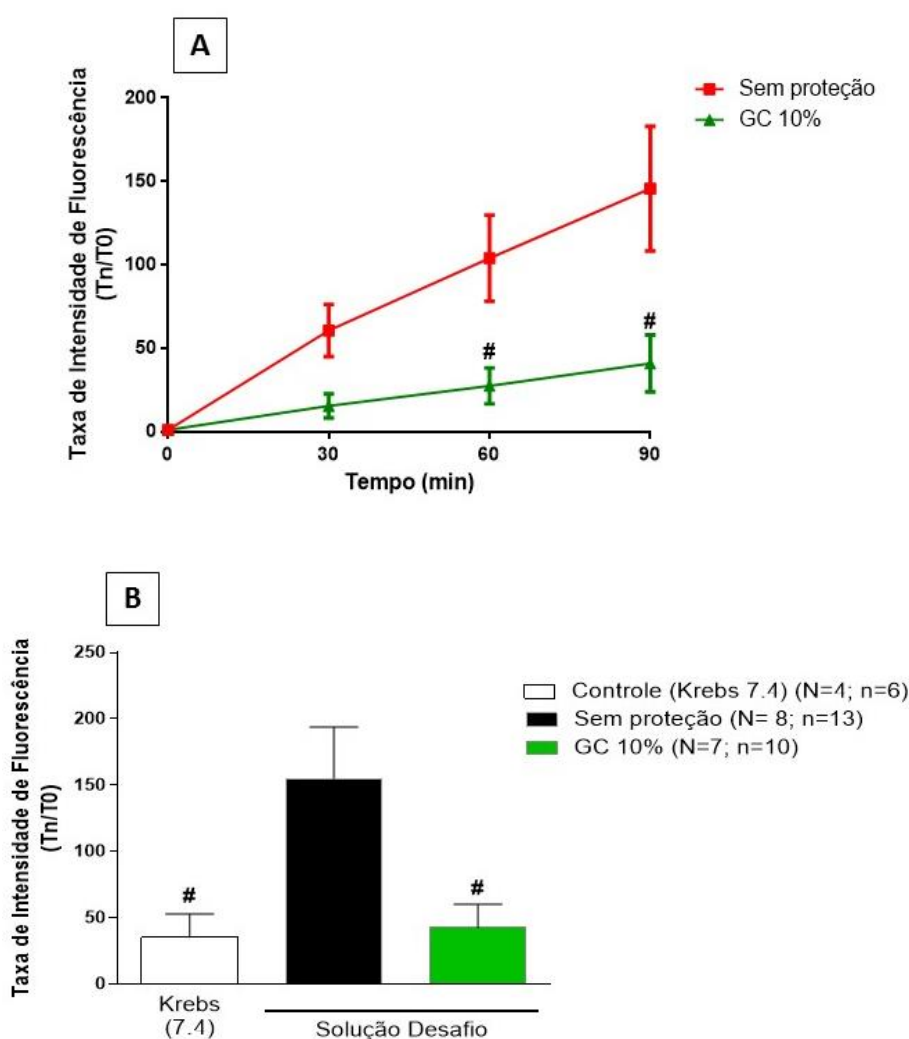 A
Taxa de Intensidade de Fluorescência
(Tn/T0)
200
150
100
50
0
#
#
0
30
60
90
Tempo (min)
Sem proteção
GC 10%
B
Taxa de Intensidade de Fluorescência
(Tn/T0)
250
200
150
100
50
0
#
#
Krebs
(7.4)
Solução Desafio
Controle (Krebs 7.4) (N=4; n=6)
Sem proteção (N= 8; n=13)
GC 10% (N=7; n=10)